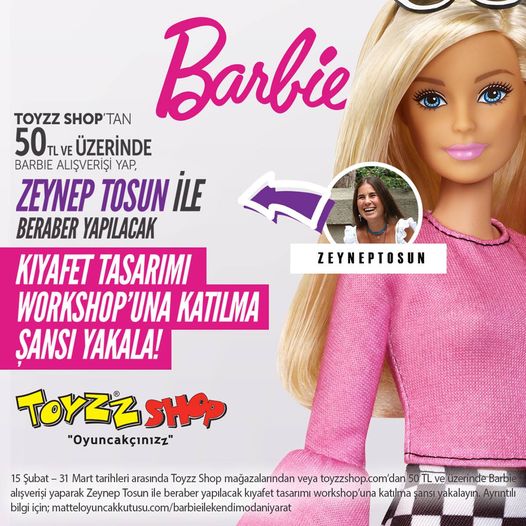 Barbie
TOYZZ SHOP'TAN
50 TL VE ÜZERİNDE
BARBIE ALIŞVERİŞİ YAP,
ZEYNEP TOSUN İLE
BERABER YAPILACAK
ZEYNEPTOSUN
KIYAFET TASARIMI
WORKSHOP'UNA KATILMA
ŞANSI YAKALA!
TOYZZ® SHOP
"Oyuncakçınızz"
15 Şubat – 31 Mart tarihleri arasında Toyzz Shop mağazalarından veya toyzzshop.com'dan 50 TL ve üzerinde Barbie
alışverişi yaparak Zeynep Tosun ile beraber yapılacak kıyafet tasarımı workshop'una katılma şansı yakalayın. Ayrıntılı
bilgi için; matteloyuncakkutusu.com/barbieilekendimodaniyarat